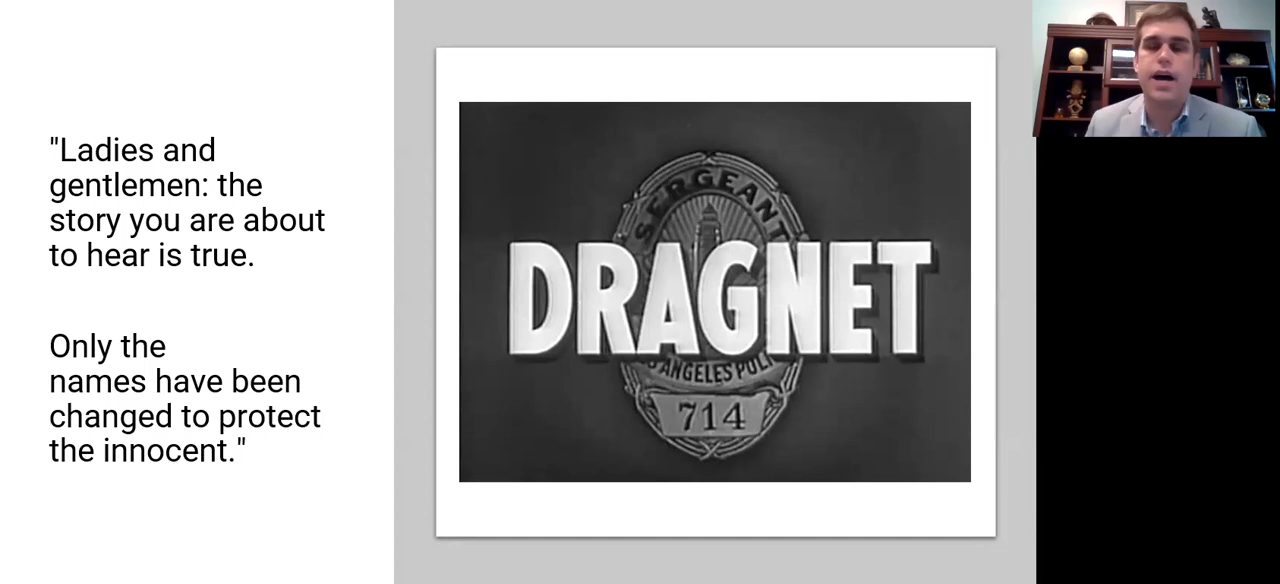 "Ladies and
gentlemen: the
story you are about
to hear is true.
Only the
names have been
changed to protect
the innocent."
SERGEANT
DRAGNET
ANGELES
714